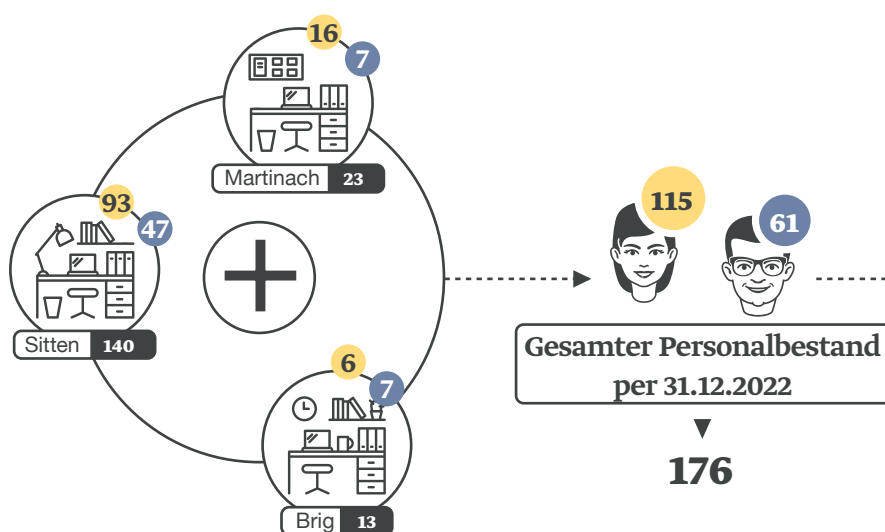 16
7
Martinach 23
93
47
Sitten 140
6
7
Brig 13
115
61
Gesamter Personalbestand
per 31.12.2022
176